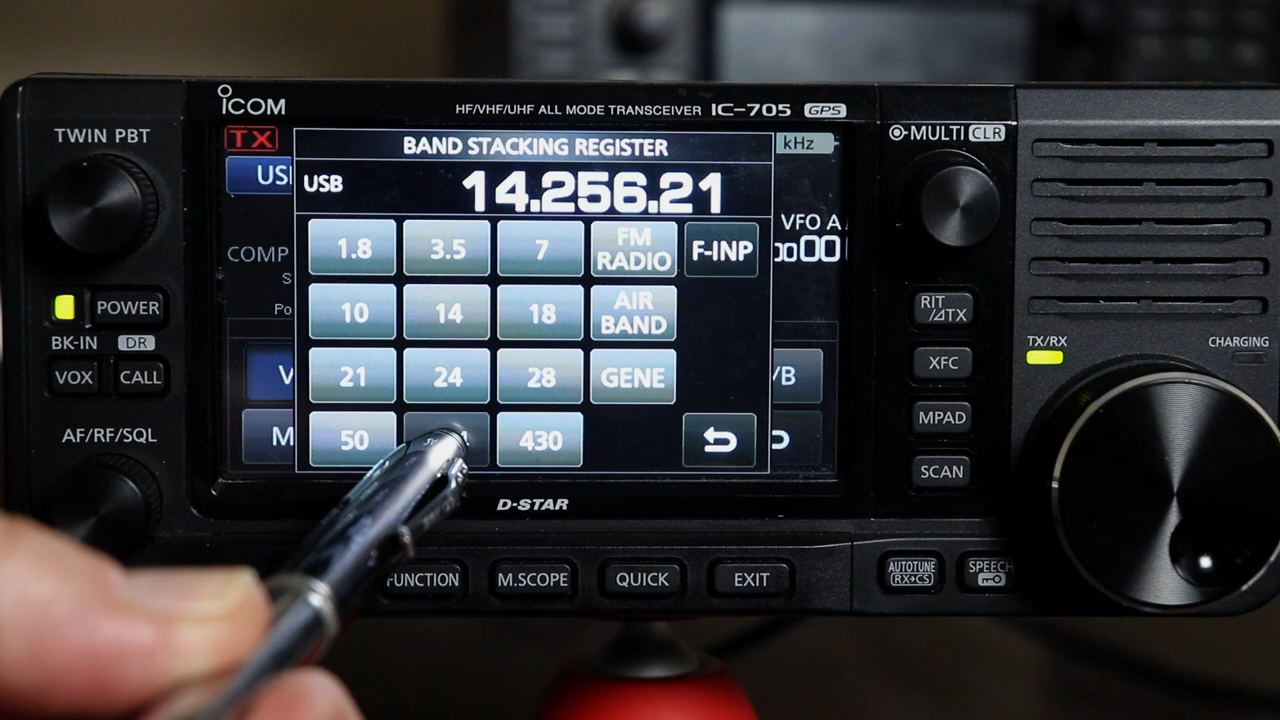 ICOM
HF/VHF/UHF ALL MODE TRANSCEIVER IC-705 GPS
TWIN PBT
TX
BAND STACKING REGISTER
kHz
MULTI CLR
USB
14.256.21
VFO A
COMP
1.8
3.5
7
FM RADIO
F-INP
00
10
14
18
AIR BAND
21
24
28
GENE
50
430
POWER
BK-IN DR
VOX
CALL
AF/RF/SQL
RIT/ΔTX
XFC
MPAD
SCAN
TX/RX
CHARGING
D-STAR
FUNCTION
M.SCOPE
QUICK
EXIT
AUTOTUNE
RX→CS
SPEECH